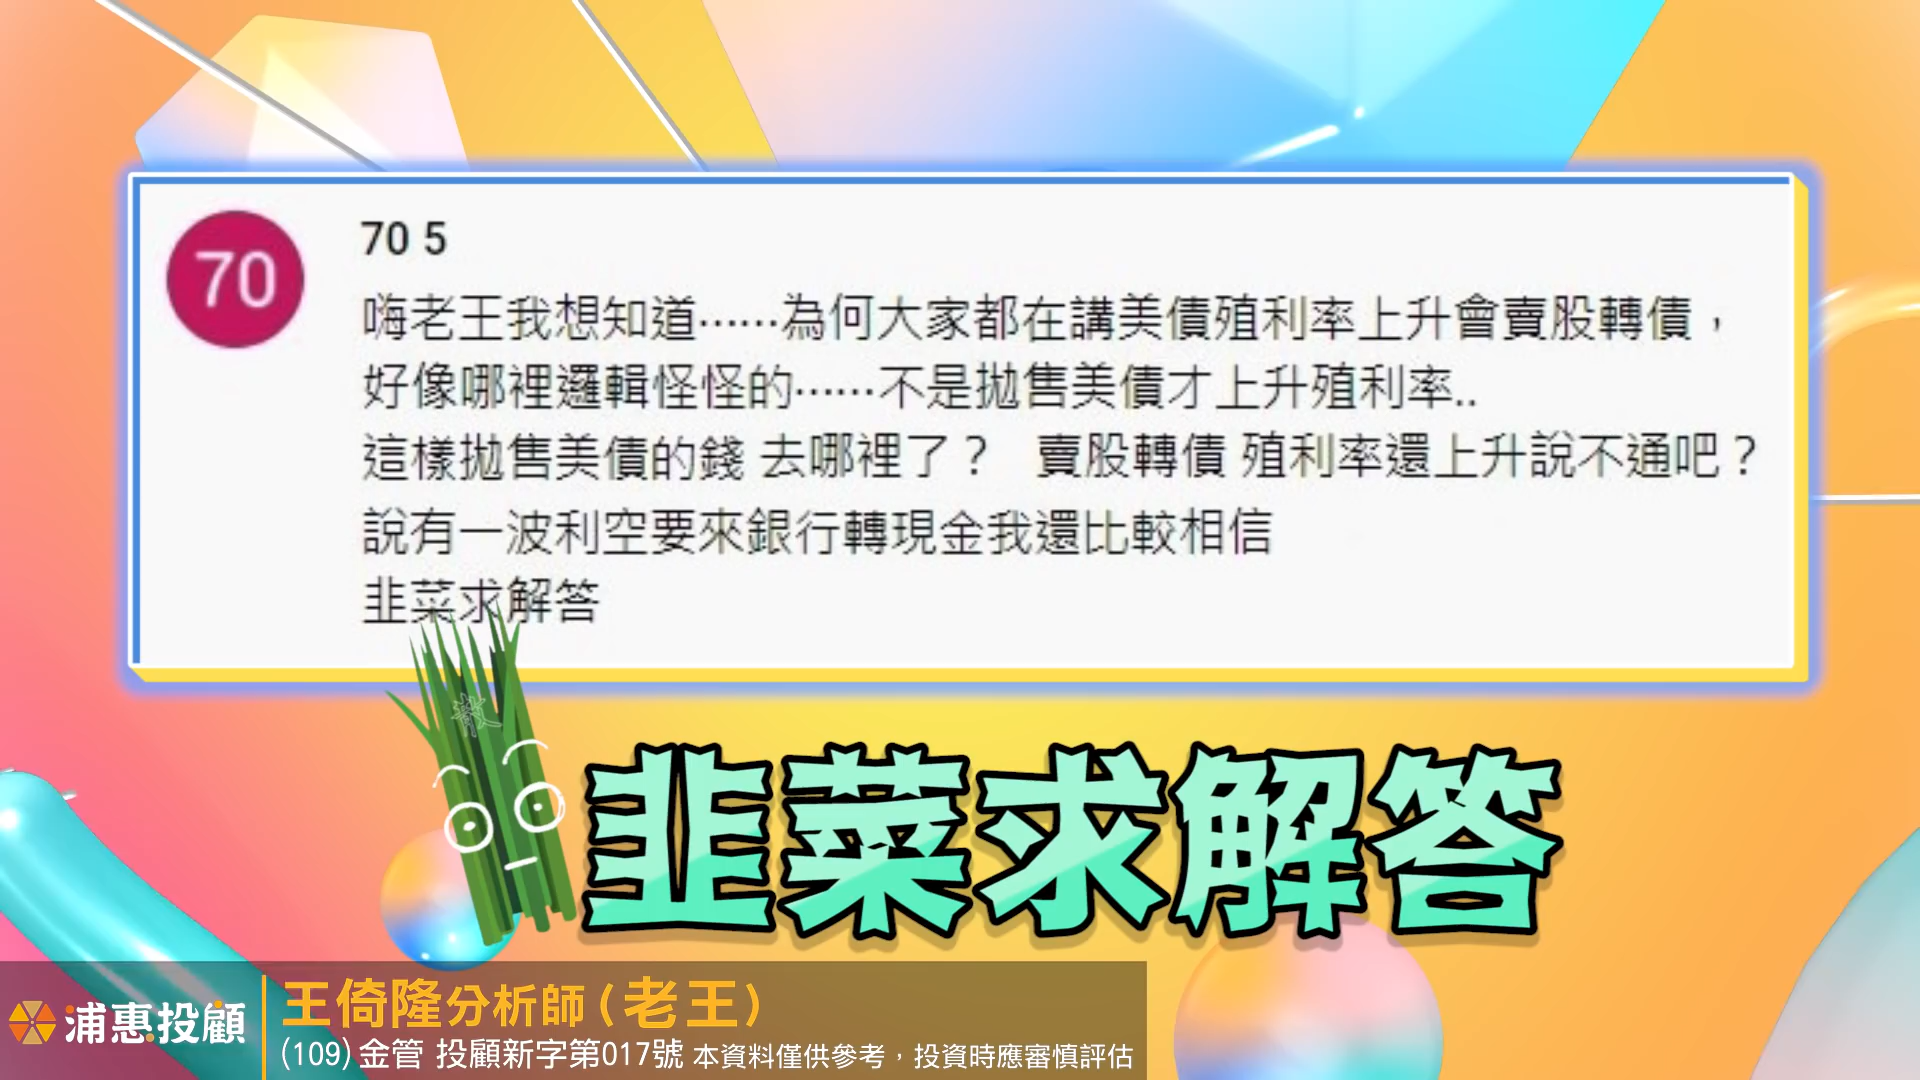 70
70 5
嗨老王我想知道⋯⋯為何大家都在講美債殖利率上升會賣股轉債，
好像哪裡邏輯怪怪的⋯⋯不是拋售美債才上升殖利率..
這樣拋售美債的錢 去哪裡了？ 賣股轉債 殖利率還上升說不通吧？
說有一波利空要來銀行轉現金我還比較相信
韭菜求解答
韭菜求解答
浦惠投顧
王倚隆分析師(老王)
(109)金管 投顧新字第017號 本資料僅供參考，投資時應審慎評估